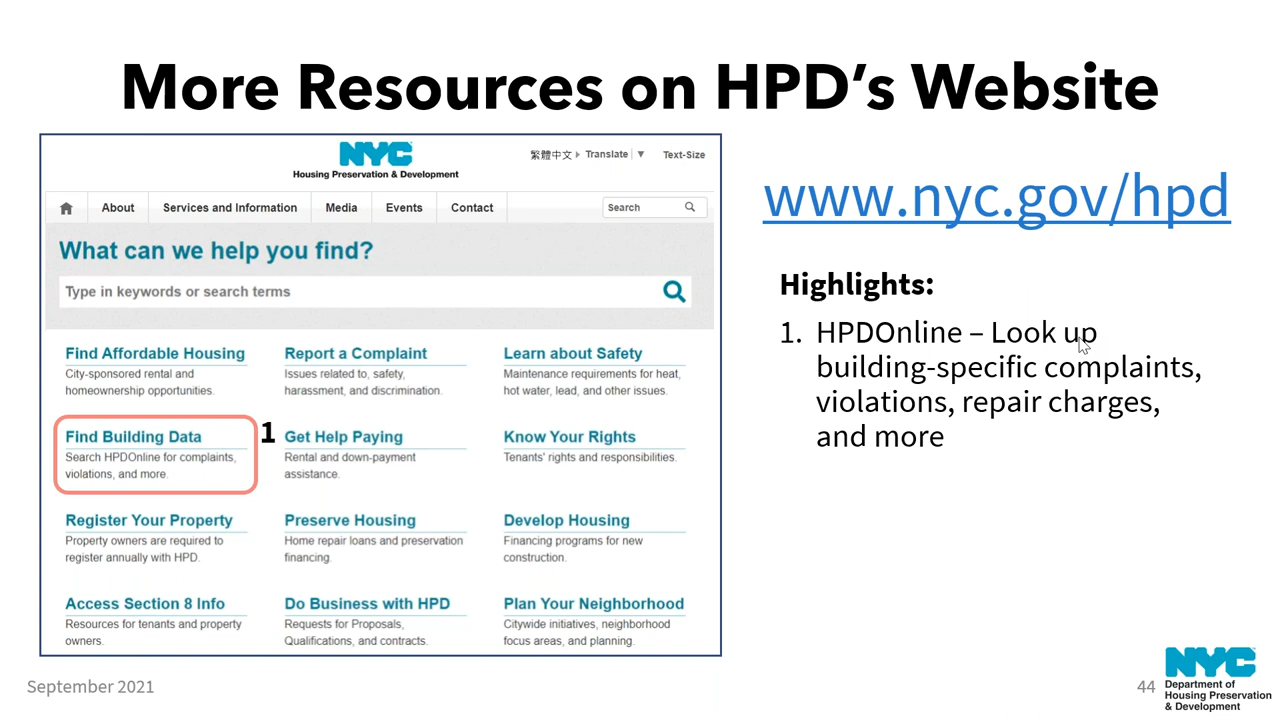 More Resources on HPD's Website
NYC
Housing Preservation & Development
繁體中文 Translate Text-Size
About Services and Information Media Events Contact Search
What can we help you find?
Type in keywords or search terms
Find Affordable Housing
City-sponsored rental and
homeownership opportunities.
Report a Complaint
Issues related to, safety,
harassment, and discrimination.
Learn about Safety
Maintenance requirements for heat,
hot water, lead, and other issues.
Find Building Data
Search HPDOnline for complaints,
violations, and more.
1
Get Help Paying
Rental and down-payment
assistance.
Know Your Rights
Tenants' rights and responsibilities.
Register Your Property
Property owners are required to
register annually with HPD.
Preserve Housing
Home repair loans and preservation
financing.
Develop Housing
Financing programs for new
construction.
Access Section 8 Info
Resources for tenants and property
owners.
Do Business with HPD
Requests for Proposals,
Qualifications, and contracts.
Plan Your Neighborhood
Citywide initiatives, neighborhood
focus areas, and planning.
www.nyc.gov/hpd
Highlights:
1. HPDOnline – Look up
building-specific complaints,
violations, repair charges,
and more
September 2021
44
NYC
Department of
Housing Preservation
& Development